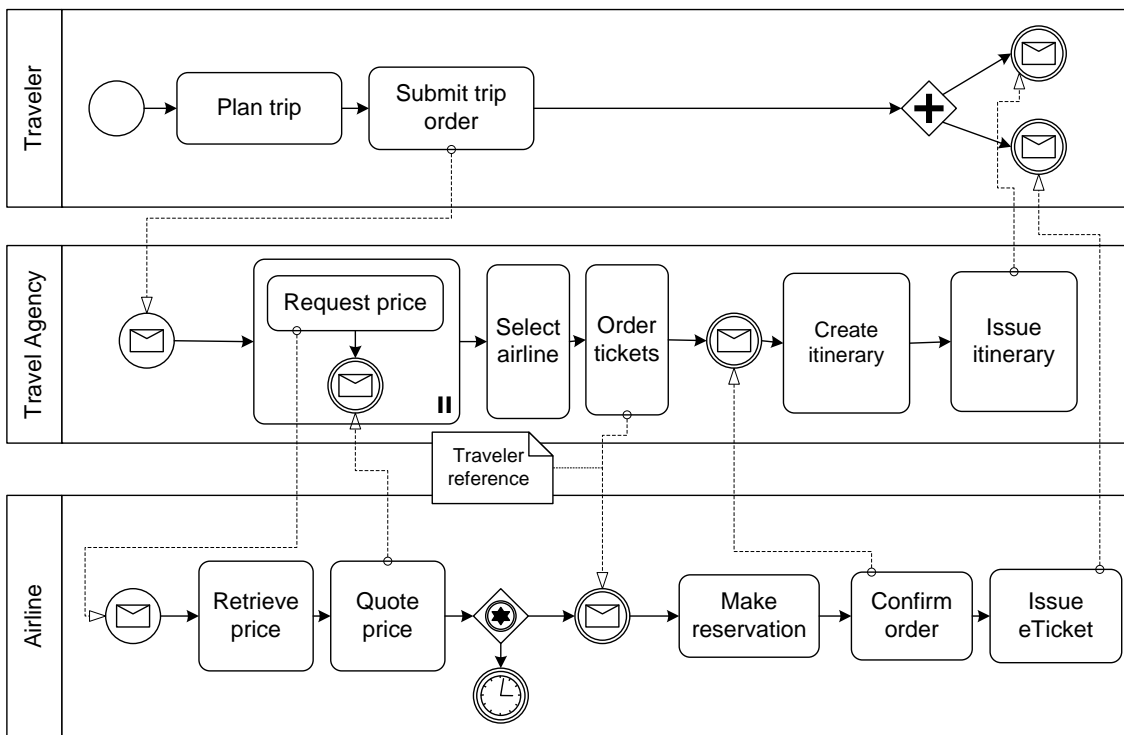 Traveler
Plan trip
Submit trip
order
Travel Agency
Request price
Select
airline
Order
tickets
Create
itinerary
Issue
itinerary
Traveler
reference
Airline
Retrieve
price
Quote
price
Make
reservation
Confirm
order
Issue
eTicket